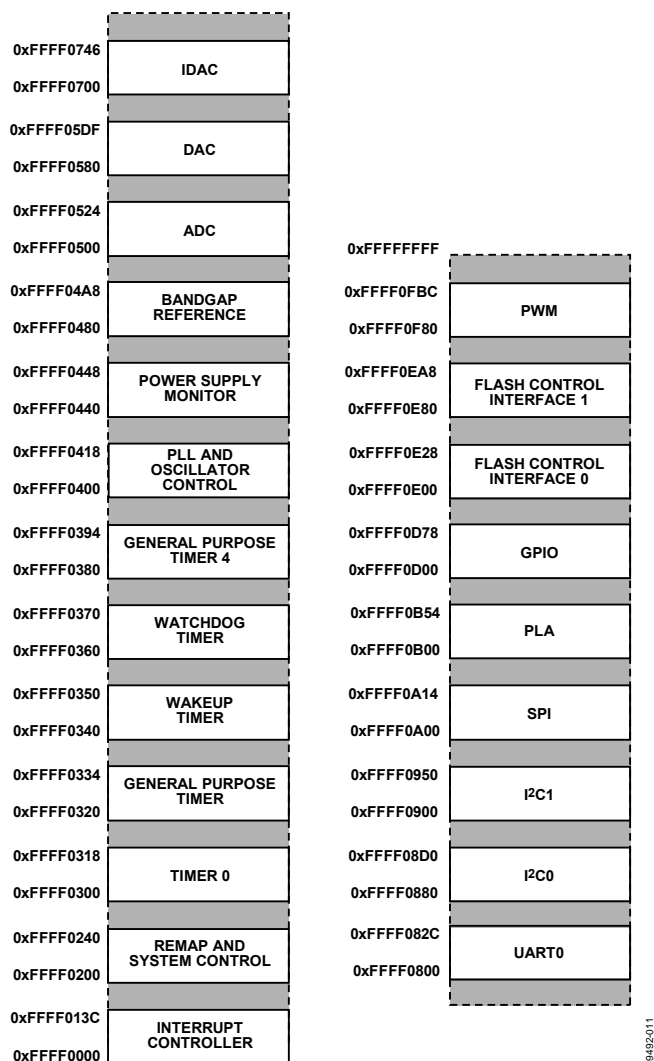 0xFFFF0746
IDAC
0xFFFF0700
0xFFFF05DF
DAC
0xFFFF0580
0xFFFF0524
ADC
0xFFFF0500
0xFFFF04A8
BANDGAP
REFERENCE
0xFFFF0480
0xFFFF0448
POWER SUPPLY
MONITOR
0xFFFF0440
0xFFFF0418
PLL AND
OSCILLATOR
CONTROL
0xFFFF0400
0xFFFF0394
GENERAL PURPOSE
TIMER 4
0xFFFF0380
0xFFFF0370
WATCHDOG
TIMER
0xFFFF0360
0xFFFF0350
WAKEUP
TIMER
0xFFFF0340
0xFFFF0334
GENERAL PURPOSE
TIMER
0xFFFF0320
0xFFFF0318
TIMER 0
0xFFFF0300
0xFFFF0240
REMAP AND
SYSTEM CONTROL
0xFFFF0200
0xFFFF013C
INTERRUPT
CONTROLLER
0xFFFF0000
0xFFFFFFFF
0xFFFF0FBC
PWM
0xFFFF0F80
0xFFFF0EA8
FLASH CONTROL
INTERFACE 1
0xFFFF0E80
0xFFFF0E28
FLASH CONTROL
INTERFACE 0
0xFFFF0E00
0xFFFF0D78
GPIO
0xFFFF0D00
0xFFFF0B54
PLA
0xFFFF0B00
0xFFFF0A14
SPI
0xFFFF0A00
0xFFFF0950
I²C1
0xFFFF0900
0xFFFF08D0
I²C0
0xFFFF0880
0xFFFF082C
UART0
0xFFFF0800
9492-011